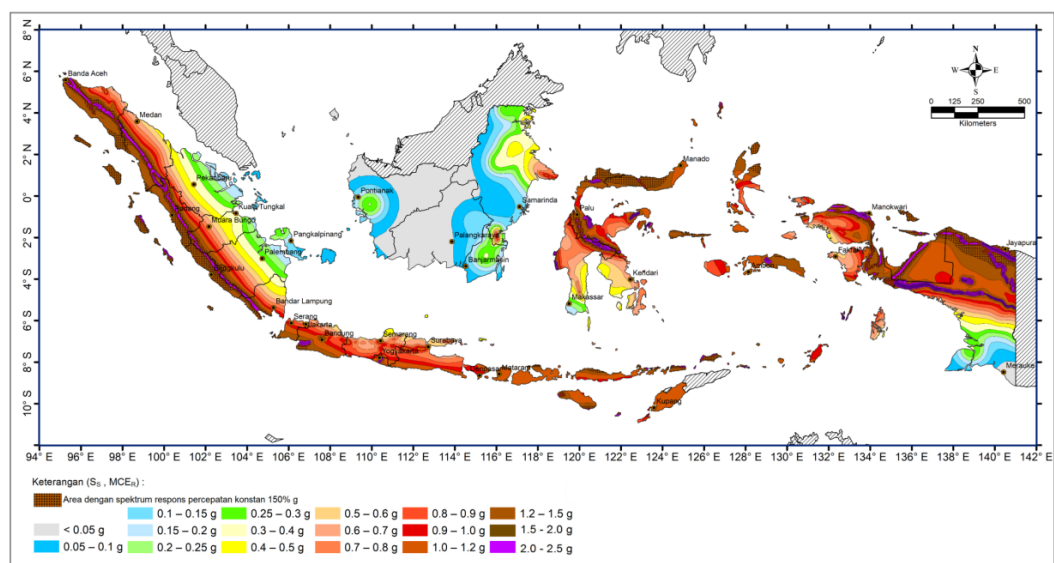 8° N
6° N
4° N
2° N
0°
2° S
4° S
6° S
8° S
10° S
Banda Aceh
Medan
Pekanbaru
Padang
Kuala Tungkal
Muara Bungo
Pangkalpinang
Palembang
Bengkulu
Bandar Lampung
Serang
Jakarta
Bandung
Semarang
Surabaya
Yogyakarta
Denpasar
Mataram
Kupang
Pontianak
Palangkaraya
Banjarmasin
Samarinda
Palu
Manado
Kendari
Makassar
Ambon
Fakfak
Manokwari
Jayapura
Merauke
N
W E
S
0 125 250 500
Kilometers
94° E 96° E 98° E 100° E 102° E 104° E 106° E 108° E 110° E 112° E 114° E 116° E 118° E 120° E 122° E 124° E 126° E 128° E 130° E 132° E 134° E 136° E 138° E 140° E 142° E
Keterangan (S_S , MCE_R) :
Area dengan spektrum respons percepatan konstan 150% g
0.1 – 0.15 g 0.25 – 0.3 g 0.5 – 0.6 g 0.8 – 0.9 g 1.2 – 1.5 g
< 0.05 g 0.15 – 0.2 g 0.3 – 0.4 g 0.6 – 0.7 g 0.9 – 1.0 g 1.5 - 2.0 g
0.05 – 0.1 g 0.2 – 0.25 g 0.4 – 0.5 g 0.7 – 0.8 g 1.0 – 1.2 g 2.0 - 2.5 g